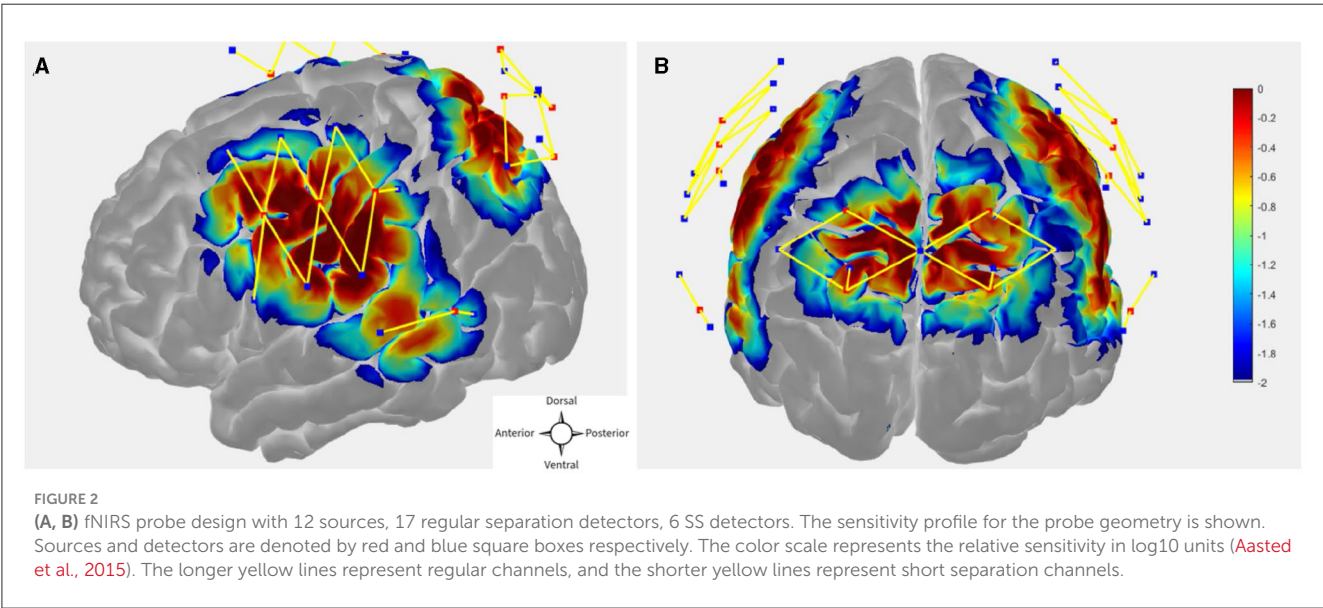 A
B
0
-0.2
-0.4
-0.6
-0.8
-1
-1.2
-1.4
-1.6
-1.8
-2
Dorsal
Anterior
Posterior
Ventral
FIGURE 2
(A, B) fNIRS probe design with 12 sources, 17 regular separation detectors, 6 SS detectors. The sensitivity profile for the probe geometry is shown.
Sources and detectors are denoted by red and blue square boxes respectively. The color scale represents the relative sensitivity in log10 units (Aasted
et al., 2015). The longer yellow lines represent regular channels, and the shorter yellow lines represent short separation channels.